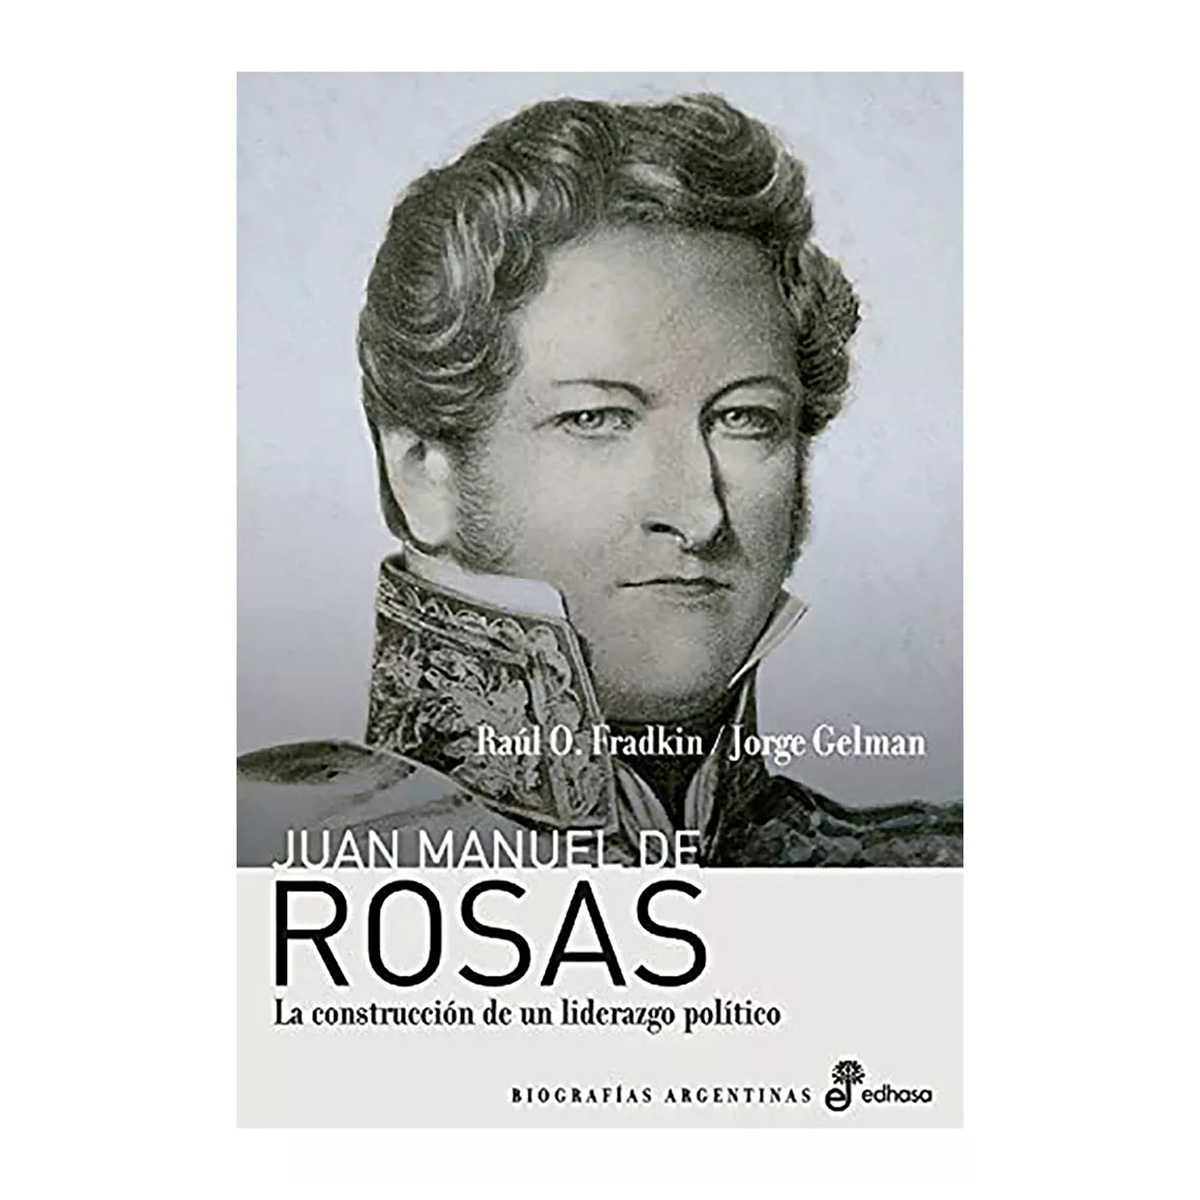 Raúl O. Fradkin / Jorge Gelman
JUAN MANUEL DE
ROSAS
La construcción de un liderazgo político
BIOGRAFÍAS ARGENTINAS edhasa